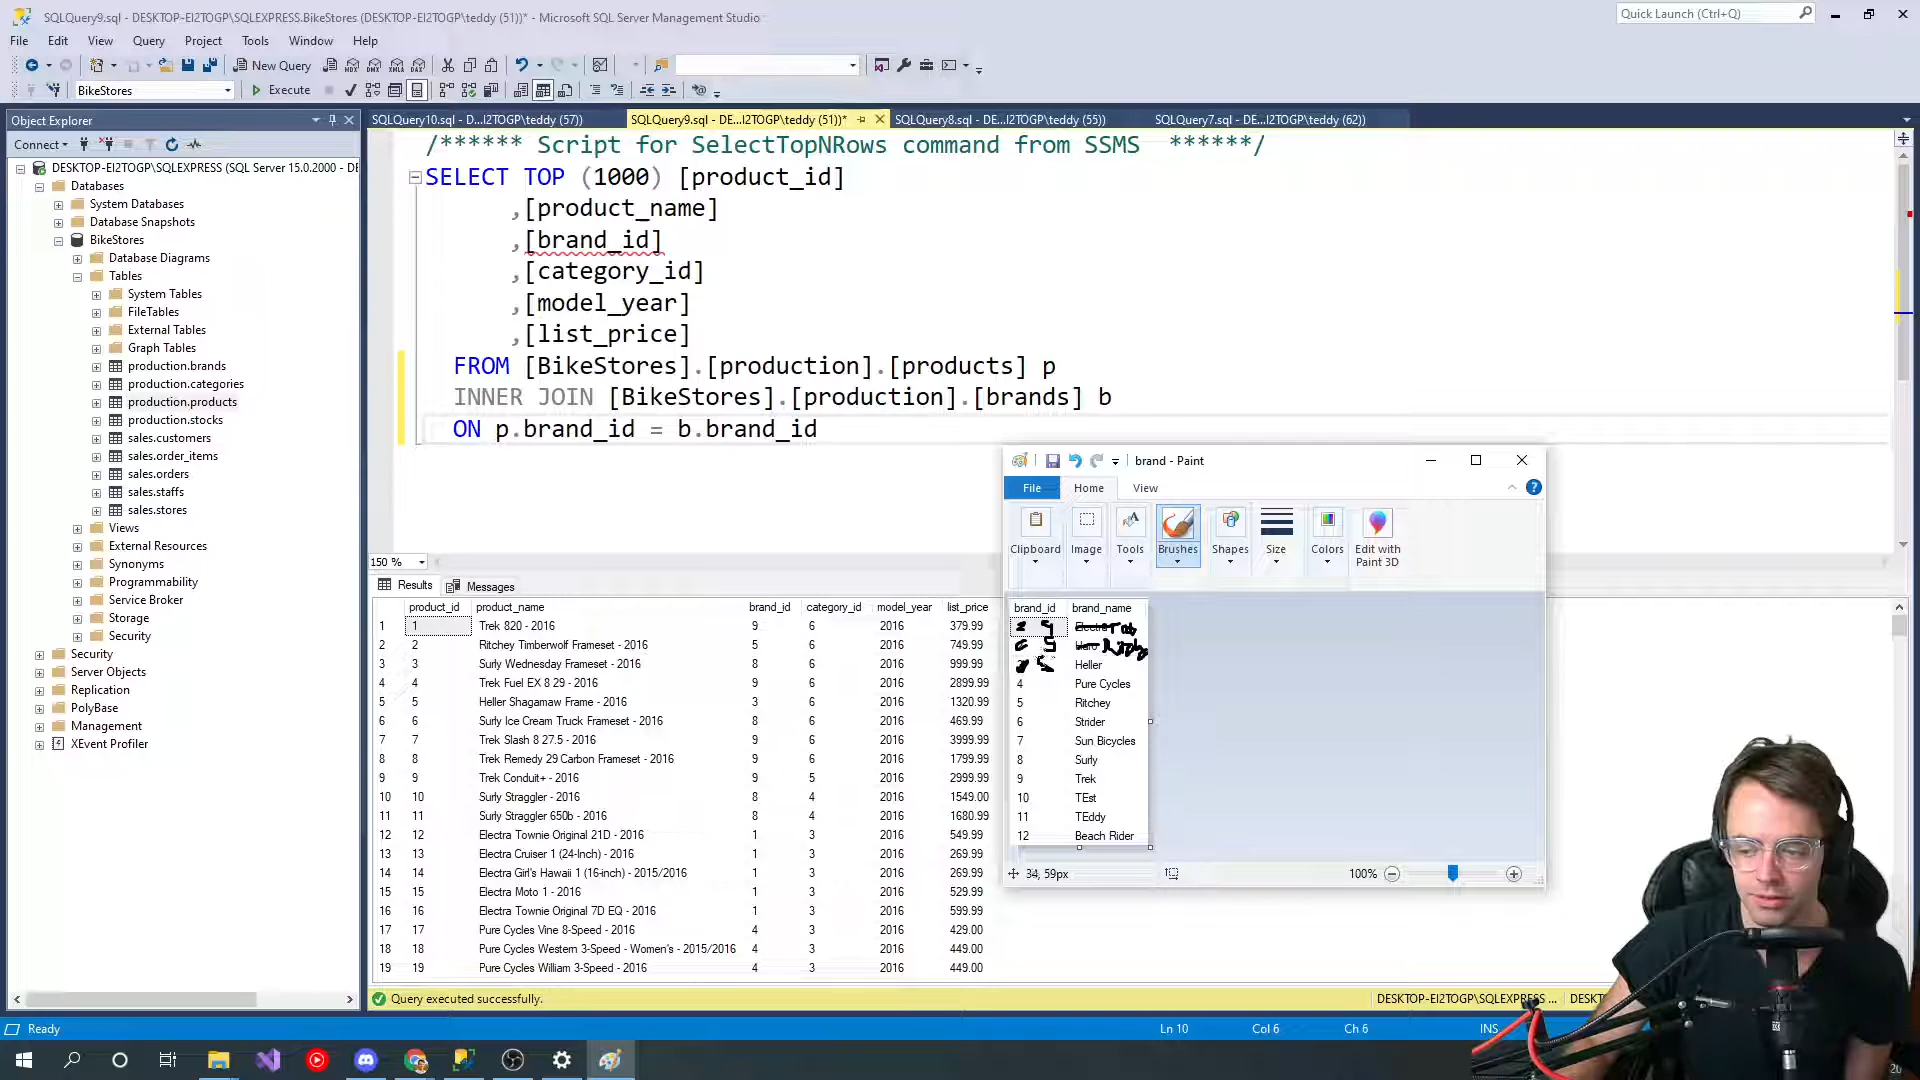 SQLQuery9.sql - DESKTOP-EI2TOGP\SQLEXPRESS.BikeStores (DESKTOP-EI2TOGP\teddy (51))* - Microsoft SQL Server Management Studio
Quick Launch (Ctrl+Q)
File Edit View Query Project Tools Window Help
New Query
BikeStores Execute
Object Explorer
Connect
DESKTOP-EI2TOGP\SQLEXPRESS (SQL Server 15.0.2000 - DE
Databases
System Databases
Database Snapshots
BikeStores
Database Diagrams
Tables
System Tables
FileTables
External Tables
Graph Tables
production.brands
production.categories
production.products
production.stocks
sales.customers
sales.order_items
sales.orders
sales.staffs
sales.stores
Views
External Resources
Synonyms
Programmability
Service Broker
Storage
Security
Security
Server Objects
Replication
PolyBase
Management
XEvent Profiler
SQLQuery10.sql - D...I2TOGP\teddy (57)) SQLQuery9.sql - DE...I2TOGP\teddy (51))* SQLQuery8.sql - DE...I2TOGP\teddy (55)) SQLQuery7.sql - DE...I2TOGP\teddy (62))
/****** Script for SelectTopNRows command from SSMS ******/
SELECT TOP (1000) [product_id]
,[product_name]
,[brand_id]
,[category_id]
,[model_year]
,[list_price]
FROM [BikeStores].[production].[products] p
INNER JOIN [BikeStores].[production].[brands] b
ON p.brand_id = b.brand_id
150 %
Results Messages
product_id product_name brand_id category_id model_year list_price
1 1 Trek 820 - 2016 9 6 2016 379.99
2 2 Ritchey Timberwolf Frameset - 2016 5 6 2016 749.99
3 3 Surly Wednesday Frameset - 2016 8 6 2016 999.99
4 4 Trek Fuel EX 8 29 - 2016 9 6 2016 2899.99
5 5 Heller Shagamaw Frame - 2016 3 6 2016 1320.99
6 6 Surly Ice Cream Truck Frameset - 2016 8 6 2016 469.99
7 7 Trek Slash 8 27.5 - 2016 9 6 2016 3999.99
8 8 Trek Remedy 29 Carbon Frameset - 2016 9 6 2016 1799.99
9 9 Trek Conduit+ - 2016 9 5 2016 2999.99
10 10 Surly Straggler - 2016 8 4 2016 1549.00
11 11 Surly Straggler 650b - 2016 8 4 2016 1680.99
12 12 Electra Townie Original 21D - 2016 1 3 2016 549.99
13 13 Electra Cruiser 1 (24-Inch) - 2016 1 3 2016 269.99
14 14 Electra Girl's Hawaii 1 (16-inch) - 2015/2016 1 3 2016 269.99
15 15 Electra Moto 1 - 2016 1 3 2016 529.99
16 16 Electra Townie Original 7D EQ - 2016 1 3 2016 599.99
17 17 Pure Cycles Vine 8-Speed - 2016 4 3 2016 429.00
18 18 Pure Cycles Western 3-Speed - Women's - 2015/2016 4 3 2016 449.00
19 19 Pure Cycles William 3-Speed - 2016 4 3 2016 449.00
brand - Paint
File Home View
Clipboard Image Tools Brushes Shapes Size Colors Edit with
Paint 3D
brand_id brand_name
Heller
4 Pure Cycles
5 Ritchey
6 Strider
7 Sun Bicycles
8 Surly
9 Trek
10 TEst
11 TEddy
12 Beach Rider
34, 59px 100%
Query executed successfully. DESKTOP-EI2TOGP\SQLEXPRESS ... DESKT
Ready Ln 10 Col 6 Ch 6 INS
20